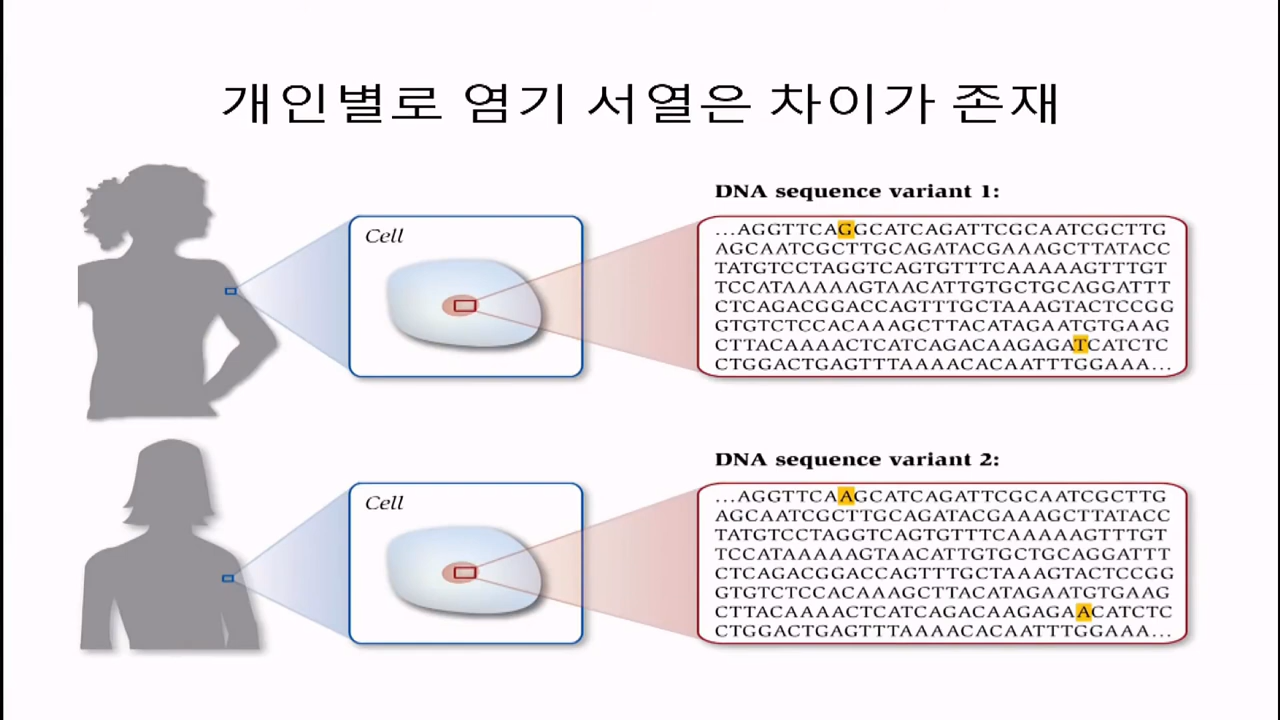 개인별로 염기 서열은 차이가 존재
Cell
DNA sequence variant 1:
...AGGTTCAGGCATCAGATTCGCAATCGCTTG
AGCAATCGCTTGCAGATACGAAAGCTTATACC
TATGTCCTAGGTCAGTGTTTCAAAAAGTTTGT
TCCATAAAAAAGTAACATTGTGCTGCAGGATTT
CTCAGACGGACCAGTTTGCTAAAGTACTCCGG
GTGTCTCCACAAAGCTTACATAGAATGTGAAG
CTTACAAAACTCATCAGACAAGAGATCATCTC
CTGGACTGAGTTTAAAACACAATTTGGAAA...
Cell
DNA sequence variant 2:
...AGGTTCAAGCATCAGATTCGCAATCGCTTG
AGCAATCGCTTGCAGATACGAAAGCTTATACC
TATGTCCTAGGTCAGTGTTTCAAAAAGTTTGT
TCCATAAAAAAGTAACATTGTGCTGCAGGATTT
CTCAGACGGACCAGTTTGCTAAAGTACTCCGG
GTGTCTCCACAAAGCTTACATAGAATGTGAAG
CTTACAAAACTCATCAGACAAGAGAACATCTC
CTGGACTGAGTTTAAAACACAATTTGGAAA...